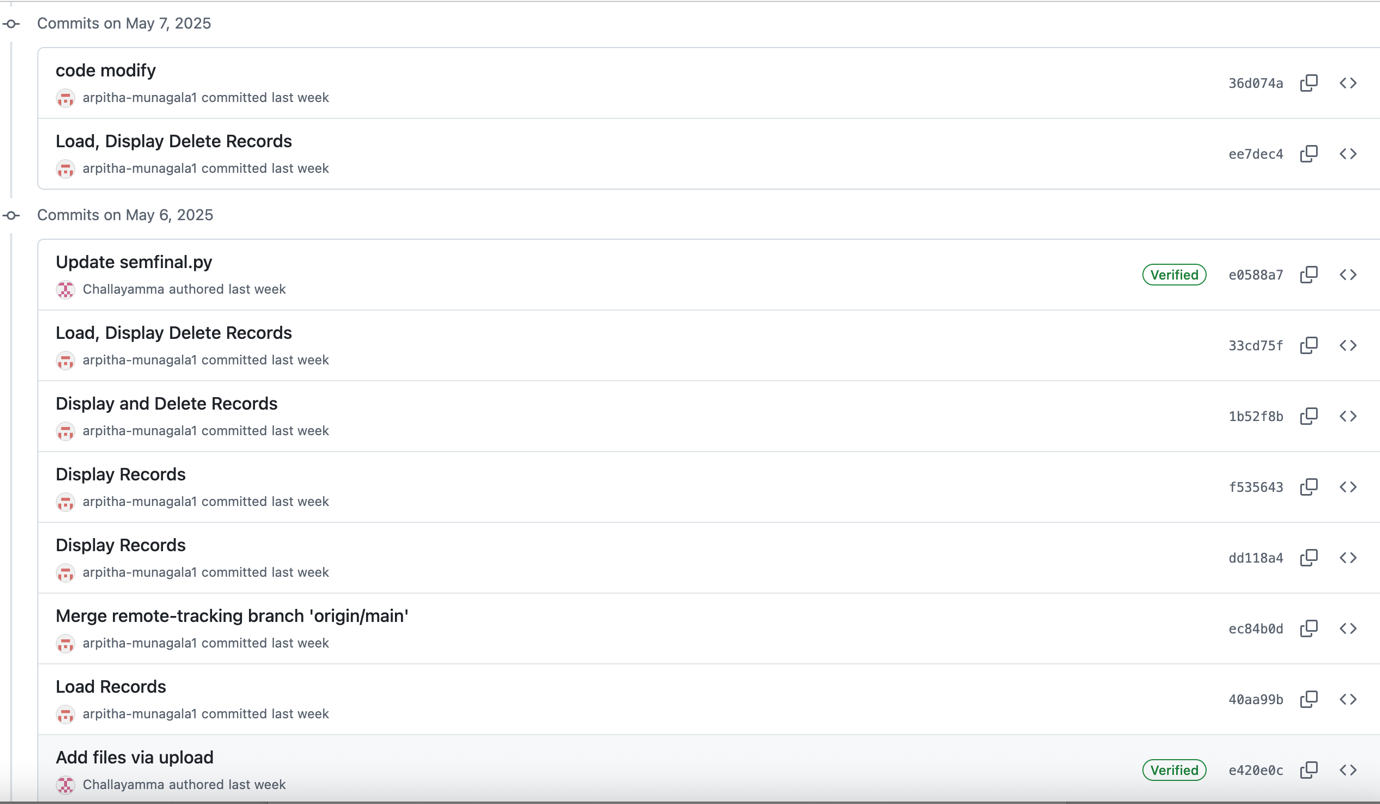 Commits on May 7, 2025
code modify
36d074a
arpitha-munagala1 committed last week
Load, Display Delete Records
ee7dec4
arpitha-munagala1 committed last week
Commits on May 6, 2025
Update semfinal.py
Verified e0588a7
Challayamma authored last week
Load, Display Delete Records
33cd75f
arpitha-munagala1 committed last week
Display and Delete Records
1b52f8b
arpitha-munagala1 committed last week
Display Records
f535643
arpitha-munagala1 committed last week
Display Records
dd118a4
arpitha-munagala1 committed last week
Merge remote-tracking branch 'origin/main'
ec84b0d
arpitha-munagala1 committed last week
Load Records
40aa99b
arpitha-munagala1 committed last week
Add files via upload
Verified e420e0c
Challayamma authored last week